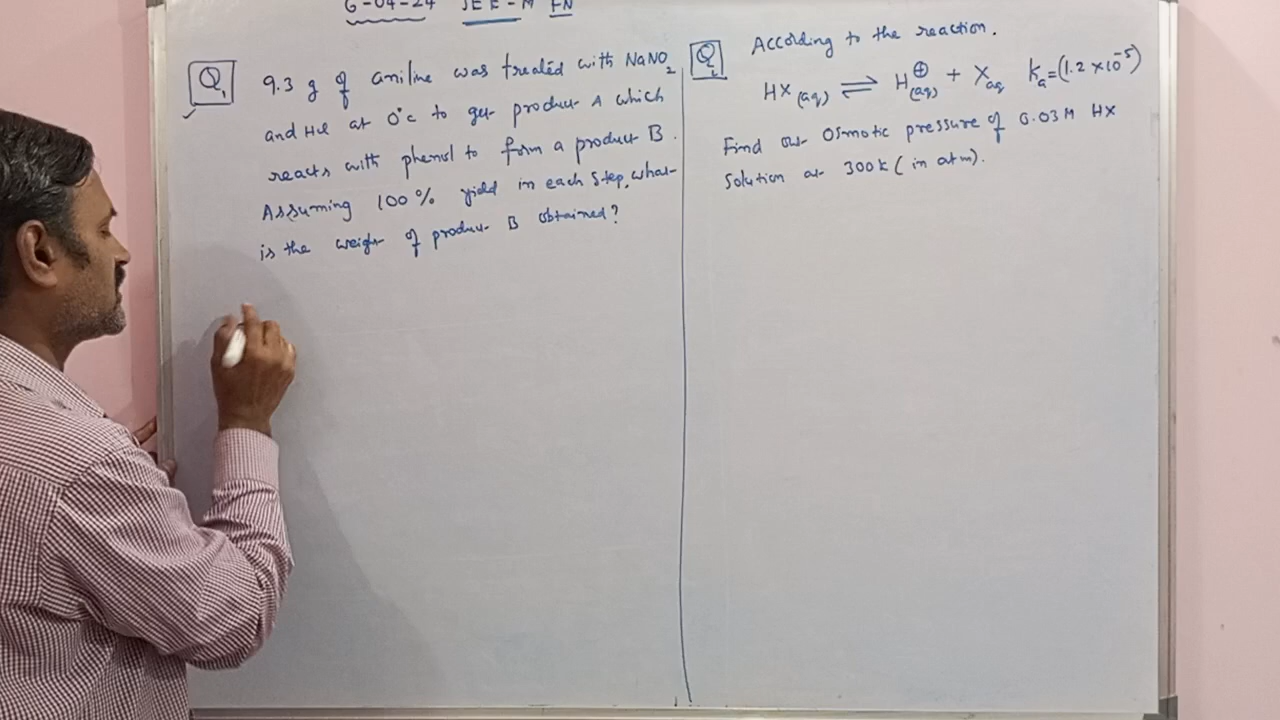 6-04-24 JEE-M FN
Q1
9.3 g of aniline was treated with NaNO2
and HCl at 0°c to get product A which
reacts with phenol to form a product B.
Assuming 100% yield in each step, what
is the weight of product B obtained?
Q2
According to the reaction.
HX(aq) ⇌ H⊕(aq) + Xaq Ka=(1.2×10-5)
Find out Osmotic pressure of 0.03M HX
Solution at 300k (in atm).